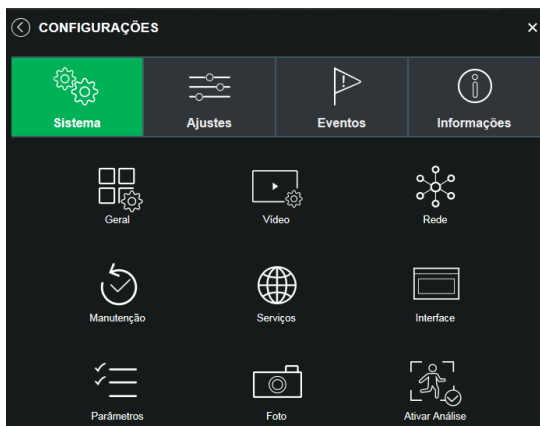 CONFIGURAÇÕES
Sistema
Ajustes
Eventos
Informações
Geral
Vídeo
Rede
Manutenção
Serviços
Interface
Parâmetros
Foto
Ativar Análise